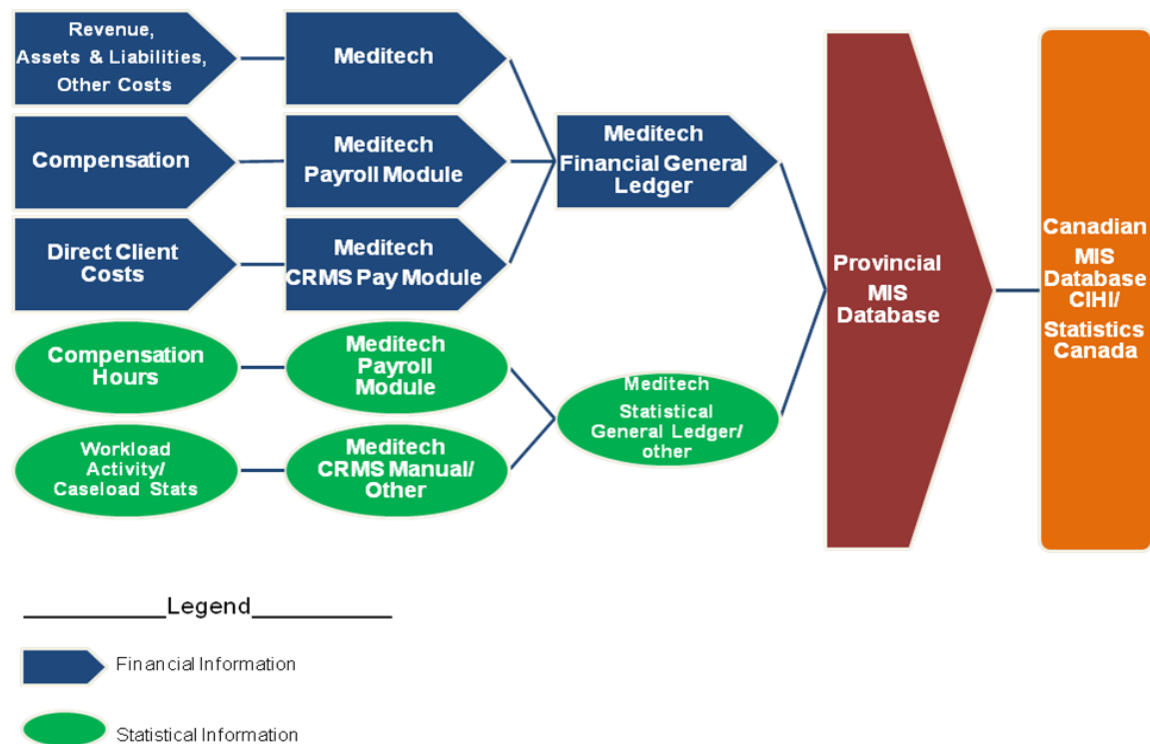 Revenue,
Assets & Liabilities,
Other Costs
Meditech
Compensation
Meditech
Payroll Module
Direct Client
Costs
Meditech
CRMS Pay Module
Meditech
Financial General
Ledger
Compensation
Hours
Meditech
Payroll
Module
Workload
Activity/
Caseload Stats
Meditech
CRMS Manual/
Other
Meditech
Statistical
General Ledger/
other
Provincial
MIS
Database
Canadian
MIS
Database
CIHI/
Statistics
Canada
Legend
Financial Information
Statistical Information